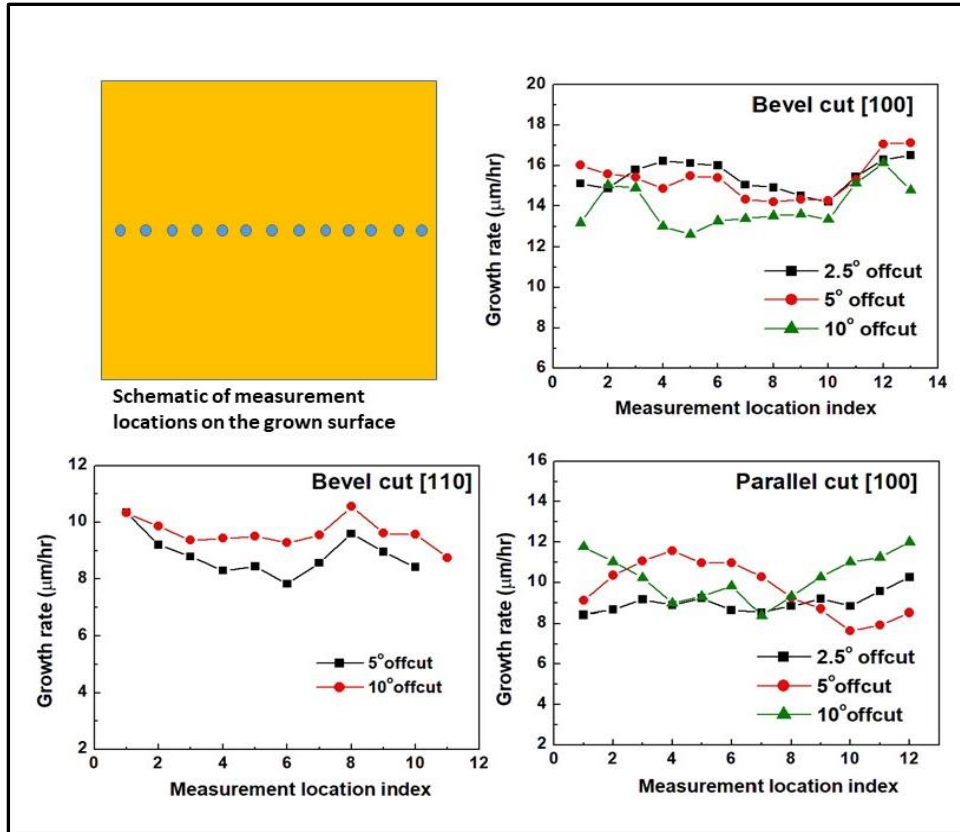 Schematic of measurement
locations on the grown surface
Bevel cut [100]
Growth rate (μm/hr)
20
18
16
14
12
10
8
6
0 2 4 6 8 10 12 14
Measurement location index
2.5° offcut
5° offcut
10° offcut
Bevel cut [110]
Growth rate (μm/hr)
12
10
8
6
4
2
0 2 4 6 8 10 12
Measurement location index
5°offcut
10°offcut
Parallel cut [100]
Growth rate (μm/hr)
16
14
12
10
8
6
4
2
0 2 4 6 8 10 12
Measurement location index
2.5° offcut
5°offcut
10°offcut